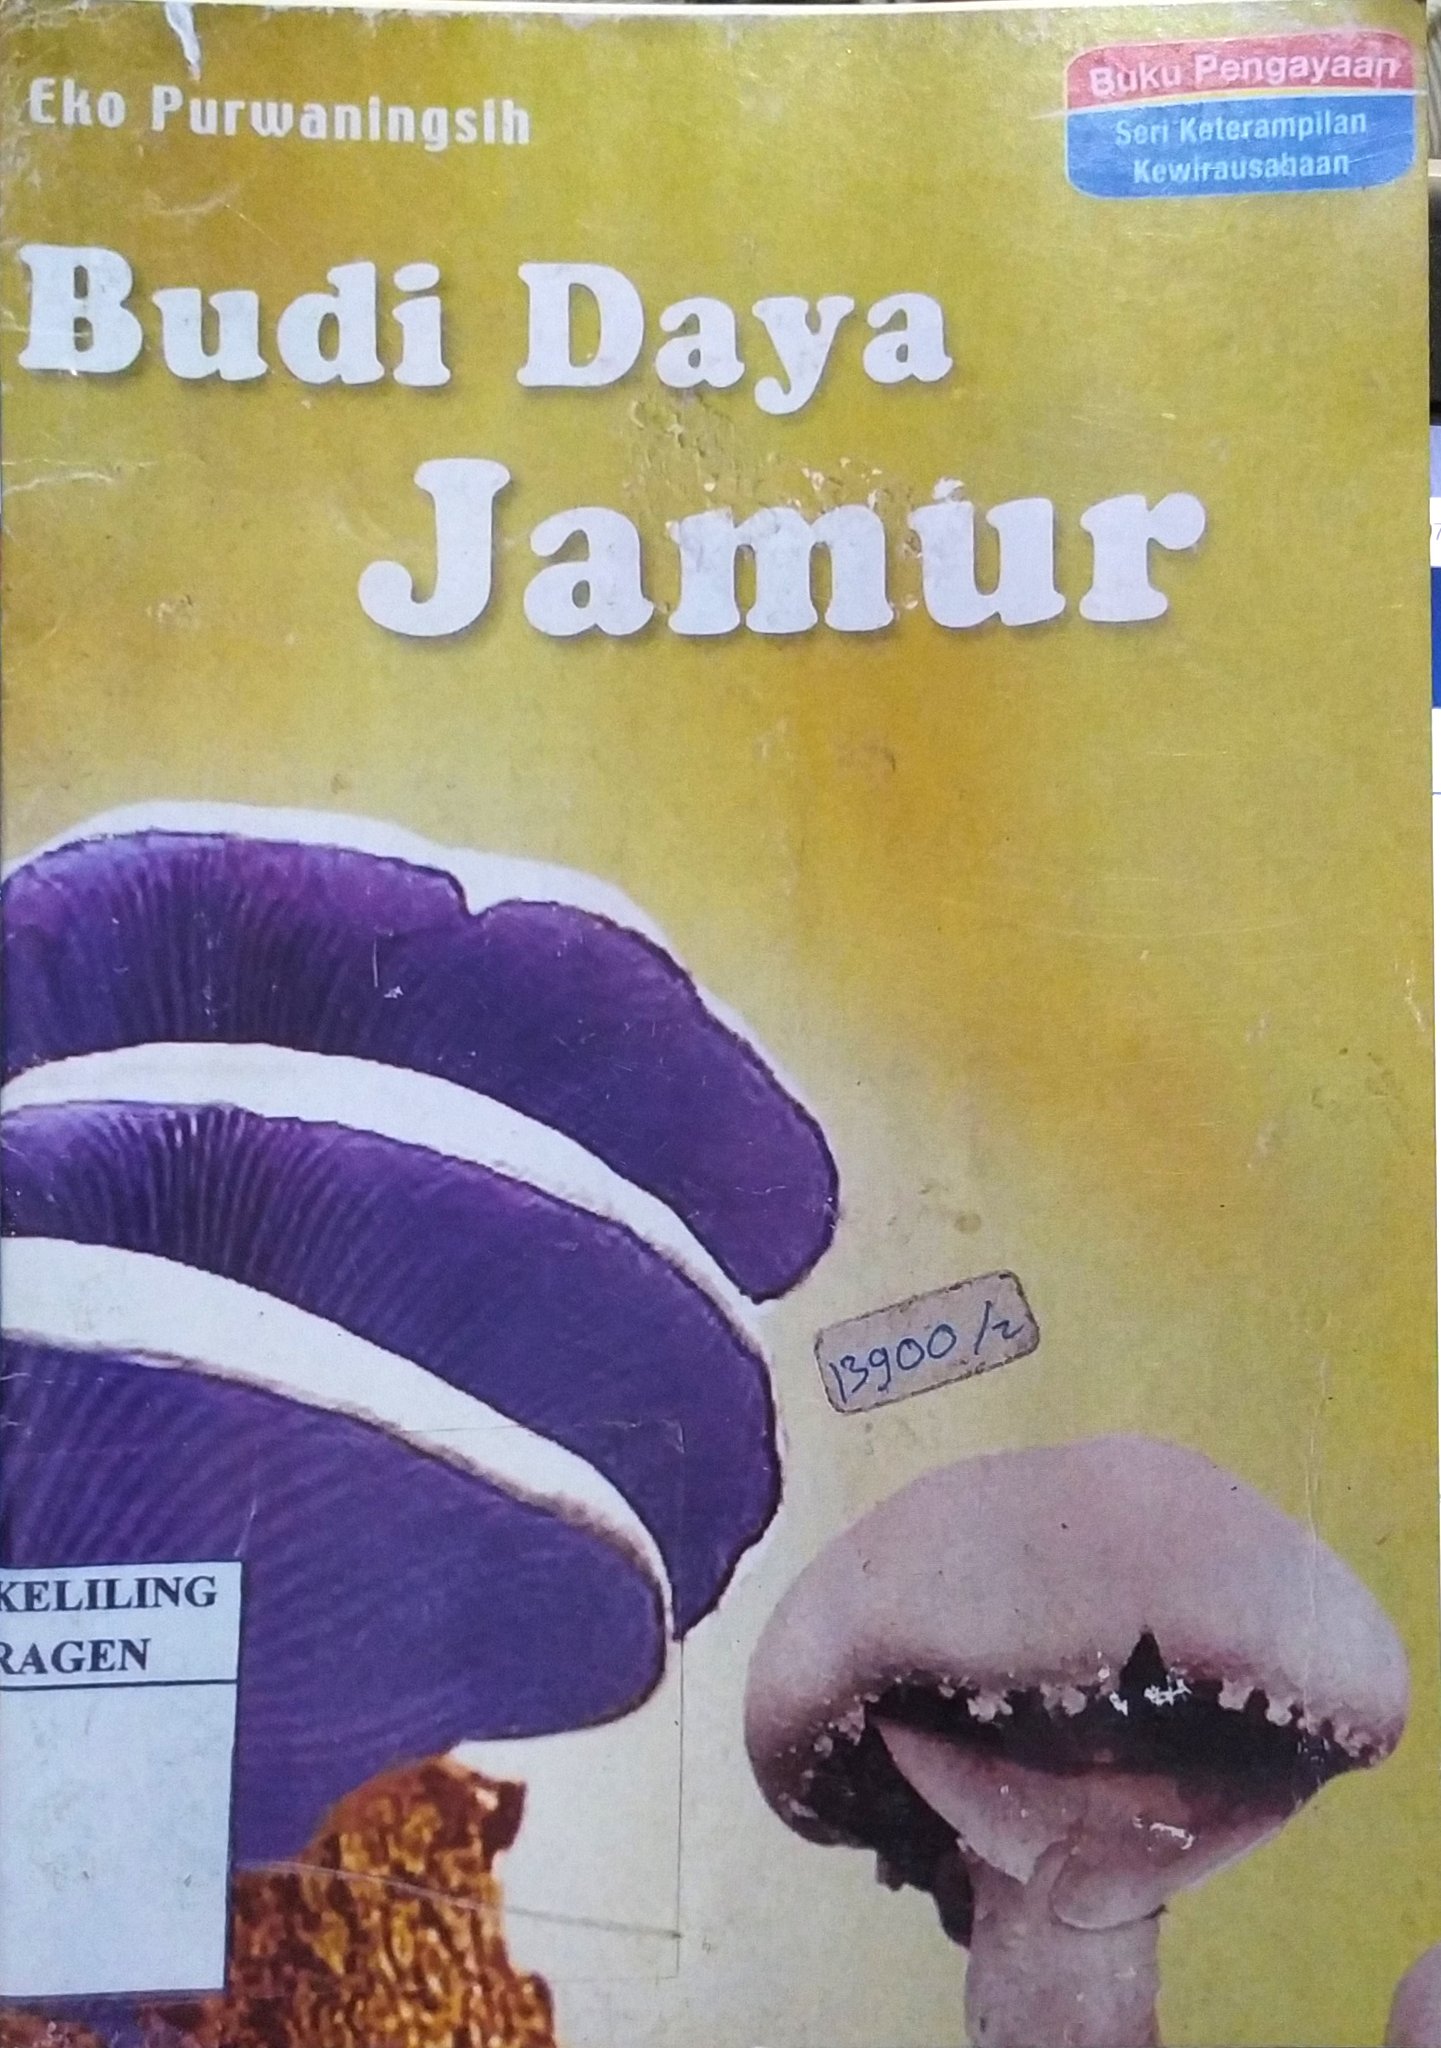 Eko Purwaningsih
Buku Pengayaan
Seri Keterampilan
Kewirausahaan
Budi Daya
Jamur
13900/2
KELILING
RAGEN